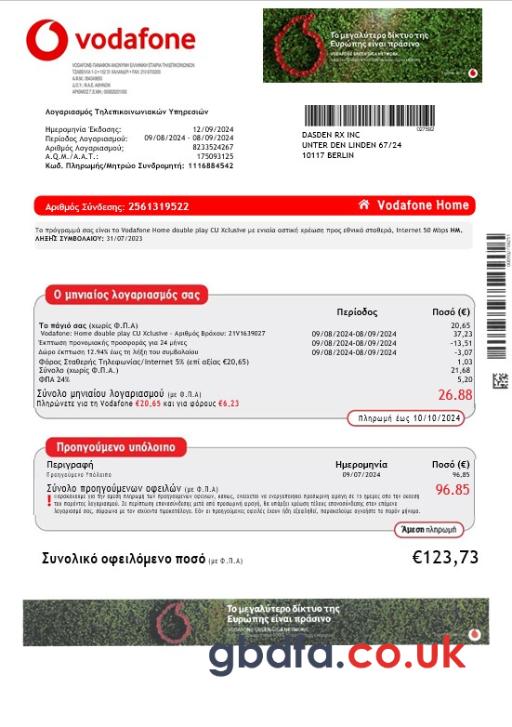 vodafone
Το μεγαλύτερο δίκτυο της
Ευρώπης είναι πράσινο
Λογαριασμός Τηλεπικοινωνιακών Υπηρεσιών
Ημερομηνία Έκδοσης: 12/09/2024
Περίοδος Λογαριασμού: 09/08/2024 - 08/09/2024
Αριθμός Λογαριασμού: 8233524267
Α.Φ.Μ./Α.Α.Τ.: 175093125
Κωδ. Πληρωμής/Μητρώο Συνδρομητή: 1116884542
DASDEN RX INC
UNTER DEN LINDEN 67/24
10117 BERLIN
Αριθμός Σύνδεσης: 2561319522
Vodafone Home
Το πρόγραμμά σας είναι το Vodafone Home double play CU Xclusive με ενιαία αστική χρέωση προς εθνικά σταθερά, Internet 50 Mbps ΗΜ.
ΛΗΞΗΣ ΣΥΜΒΟΛΑΙΟΥ: 31/07/2023
Ο μηνιαίος λογαριασμός σας
Περίοδος Ποσό (€)
Το πάγιό σας (χωρίς Φ.Π.Α) 20,65
Vodafone: Home double play CU Xclusive - Αριθμός Βρόχου: 21V1639827 09/08/2024-08/09/2024 37,23
Έκπτωση προνομιακής προσφοράς για 24 μήνες 09/08/2024-08/09/2024 -13,51
Δώρο έκπτωση 12.94% έως τη λήξη του συμβολαίου 09/08/2024-08/09/2024 -3,07
Φόρος Σταθερής Τηλεφωνίας/Internet 5% (επί αξίας €20,65) 1,03
Σύνολο (χωρίς Φ.Π.Α.) 21,68
ΦΠΑ 24% 5,20
Σύνολο μηνιαίου λογαριασμού (με Φ.Π.Α) 26.88
Πληρώνετε για τη Vodafone €20,65 και για φόρους €6,23
Πληρωμή έως 10/10/2024
Προηγούμενο υπόλοιπο
Περιγραφή Ημερομηνία Ποσό (€)
Προηγούμενο Υπόλοιπο 09/07/2024 96,85
Σύνολο προηγούμενων οφειλών (με Φ.Π.Α) 96.85
Άμεση πληρωμή
Συνολικό οφειλόμενο ποσό (με Φ.Π.Α) €123,73
Το μεγαλύτερο δίκτυο της
Ευρώπης είναι πράσινο
gbafa.co.uk